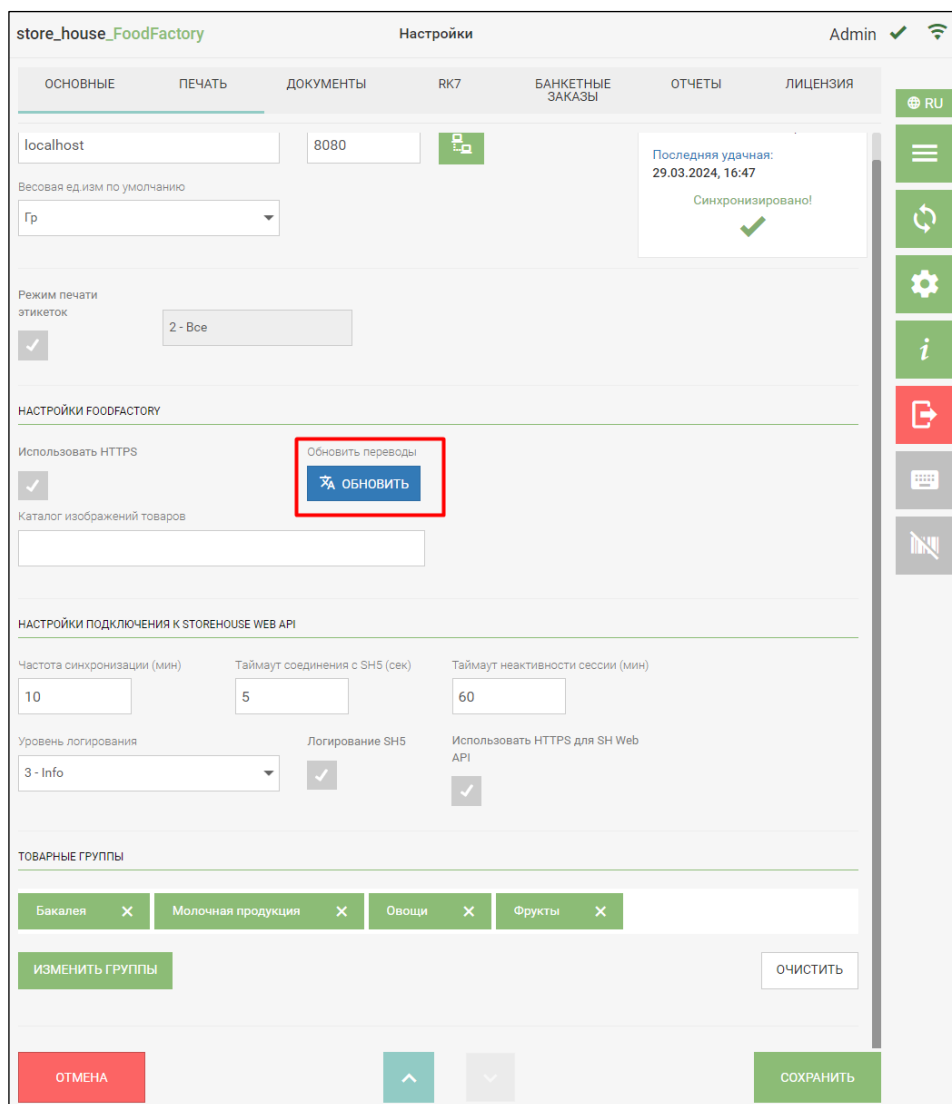 store_house_FoodFactory Настройки Admin
ОСНОВНЫЕ ПЕЧАТЬ ДОКУМЕНТЫ RK7 БАНКЕТНЫЕ ЗАКАЗЫ ОТЧЕТЫ ЛИЦЕНЗИЯ
RU
localhost 8080
Последняя удачная:
29.03.2024, 16:47
Синхронизировано!
Весовая ед.изм по умолчанию
Гр
Режим печати
этикеток
2 - Все
НАСТРОЙКИ FOODFACTORY
Использовать HTTPS Обновить переводы
ОБНОВИТЬ
Каталог изображений товаров
НАСТРОЙКИ ПОДКЛЮЧЕНИЯ К STOREHOUSE WEB API
Частота синхронизации (мин) Таймаут соединения с SH5 (сек) Таймаут неактивности сессии (мин)
10 5 60
Уровень логирования Логирование SH5 Использовать HTTPS для SH Web
API
3 - Info
ТОВАРНЫЕ ГРУППЫ
Бакалея Молочная продукция Овощи Фрукты
ИЗМЕНИТЬ ГРУППЫ ОЧИСТИТЬ
ОТМЕНА СОХРАНИТЬ